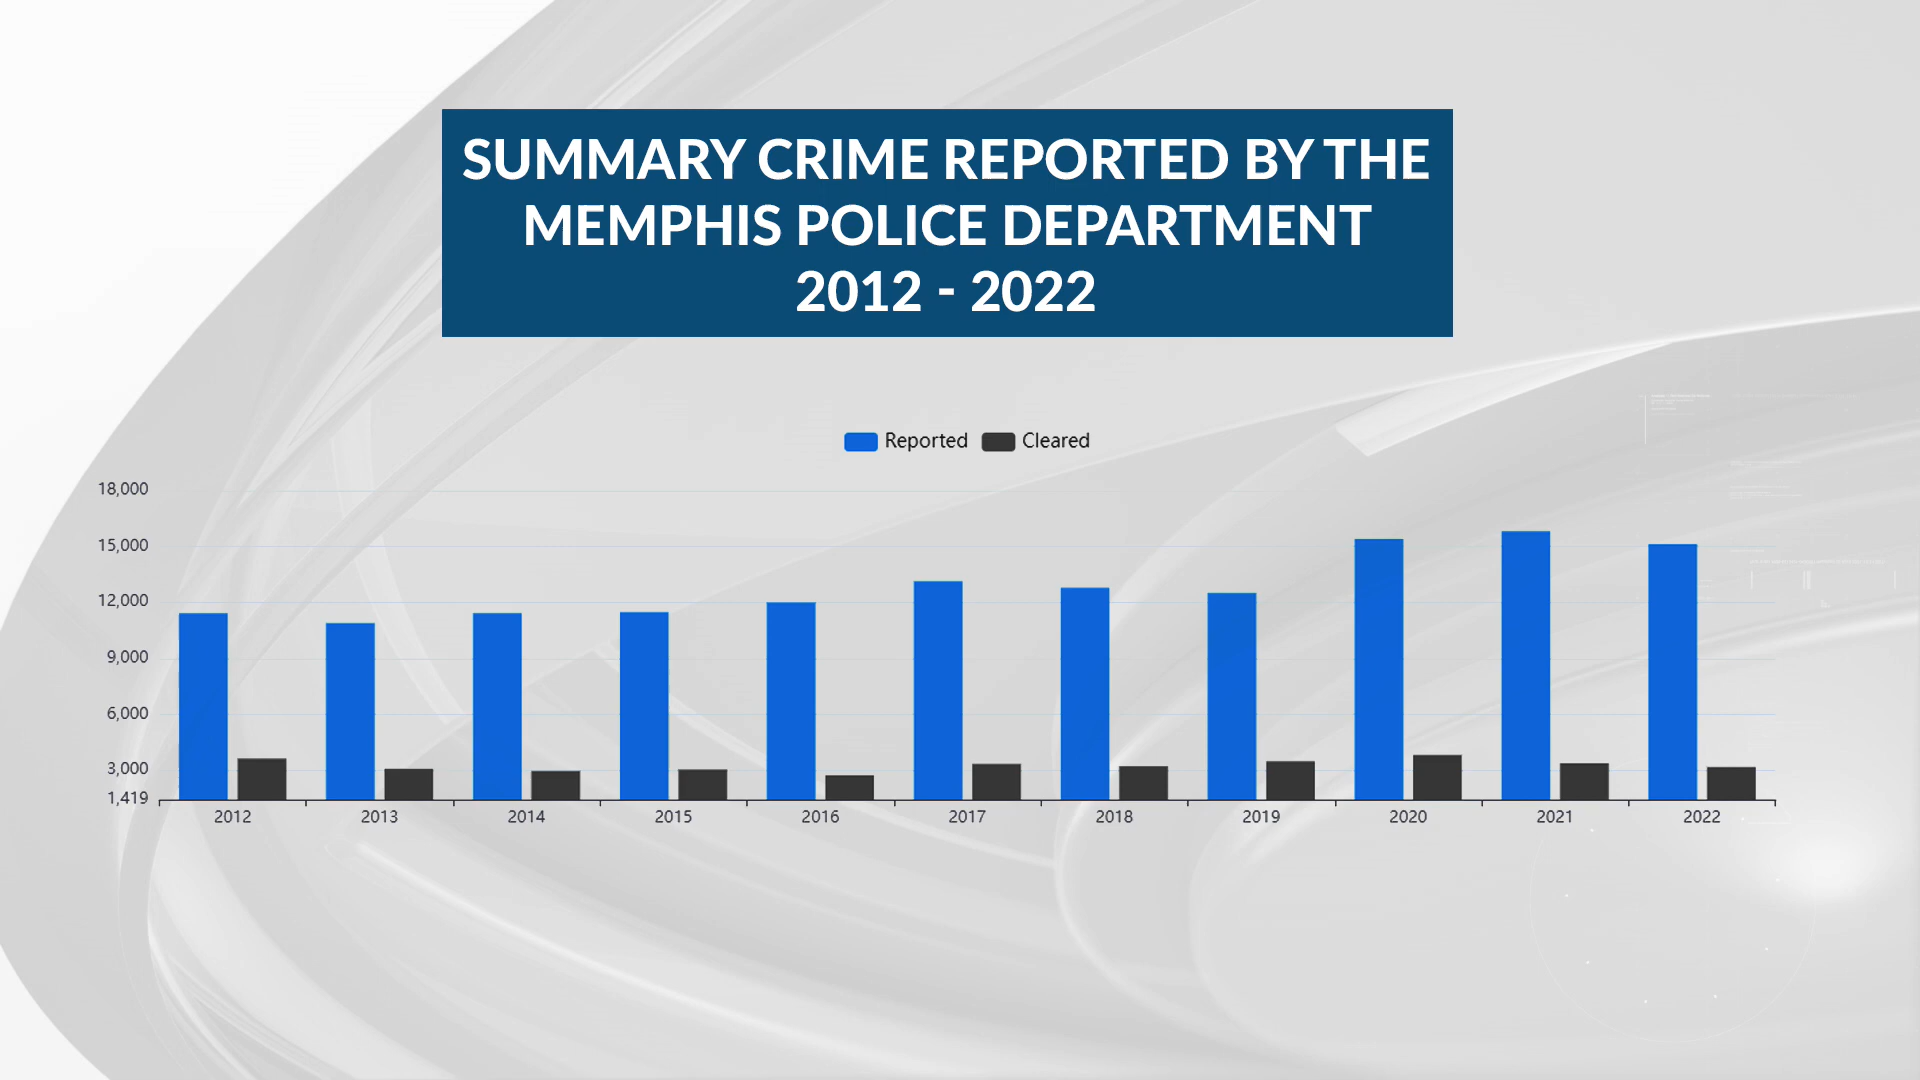 SUMMARY CRIME REPORTED BY THE
MEMPHIS POLICE DEPARTMENT
2012 - 2022
Reported Cleared
18,000
15,000
12,000
9,000
6,000
3,000
1,419
2012 2013 2014 2015 2016 2017 2018 2019 2020 2021 2022